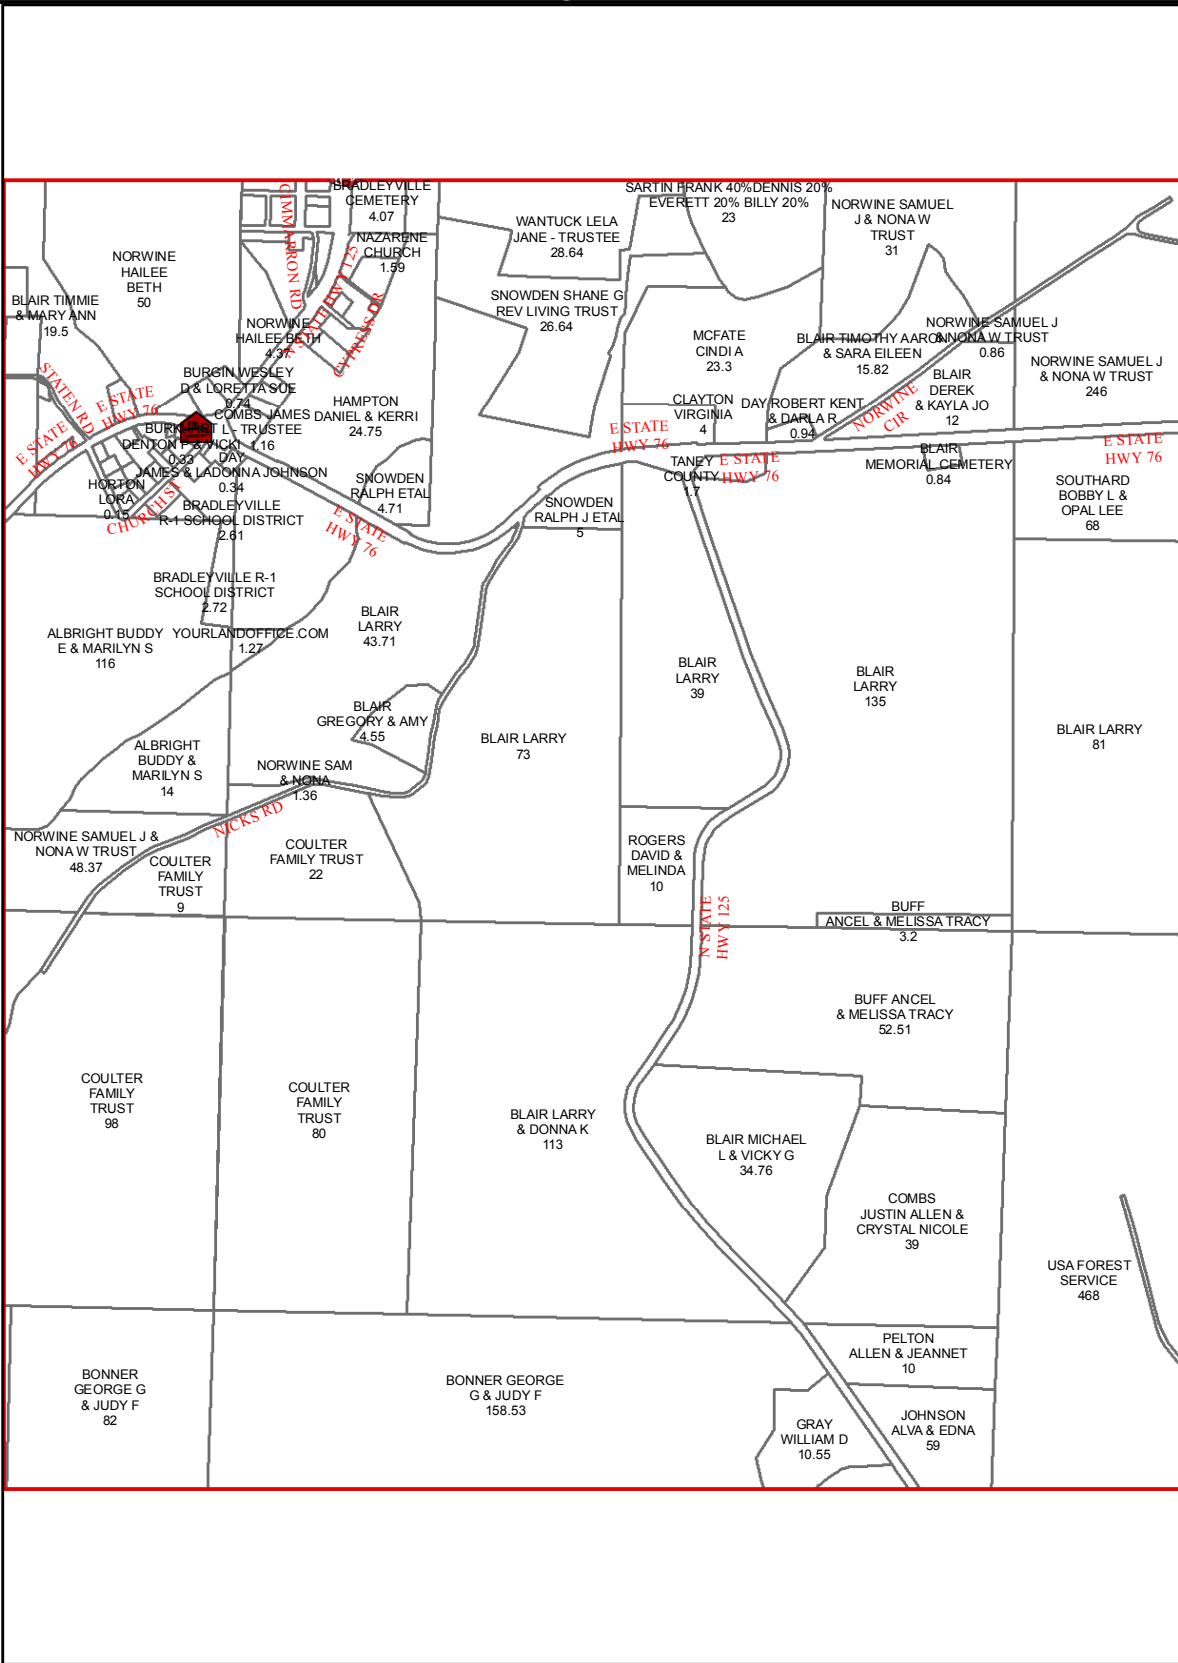 BRADLEYVILLE
CEMETERY
4.07
SARTIN FRANK 40%DENNIS 20%
EVERETT 20% BILLY 20%
23
NORWINE SAMUEL
J & NONA W
TRUST
31
WANTUCK LELA
JANE - TRUSTEE
28.64
NAZARENE
CHURCH
1.59
CIMMARRON RD
N STATE HWY 125
CYPRESS DR
NORWINE
HAILEE
BETH
50
BLAIR TIMMIE
& MARY ANN
19.5
SNOWDEN SHANE G
REV LIVING TRUST
26.64
NORWINE
HAILEE BETH
4.37
MCFATE
CINDI A
23.3
BLAIR TIMOTHY AARON
& SARA EILEEN
15.82
NORWINE SAMUEL J
& NONA W TRUST
0.86
NORWINE SAMUEL J
& NONA W TRUST
246
BLAIR
DEREK
& KAYLA JO
12
STATEN RD
E STATE
HWY 76
BURGIN WESLEY
D & LORETTA SUE
0.74
HAMPTON
DANIEL & KERRI
24.75
CLAYTON
VIRGINIA
4
DAY ROBERT KENT
& DARLA R
0.94
NORWINE
CIR
E STATE
HWY 76
COMBS JAMES
L - TRUSTEE
1.16
DENTON P & VICKI
0.33
DAY
JAMES & LADONNA JOHNSON
0.34
E STATE
HWY 76
E STATE
HWY 76
E STATE
HWY 76
TANEY
COUNTY
1.7
BLAIR
MEMORIAL CEMETERY
0.84
HORTON
LORA
0.15
CHURCH ST
BRADLEYVILLE
R-1 SCHOOL DISTRICT
2.61
SNOWDEN
RALPH ETAL
4.71
E STATE
HWY 76
SNOWDEN
RALPH J ETAL
5
SOUTHARD
BOBBY L &
OPAL LEE
68
BRADLEYVILLE R-1
SCHOOL DISTRICT
2.72
BLAIR
LARRY
43.71
ALBRIGHT BUDDY
E & MARILYN S
116
YOURLANDOFFICE.COM
1.27
BLAIR
LARRY
39
BLAIR
LARRY
135
BLAIR
GREGORY & AMY
4.55
BLAIR LARRY
73
BLAIR LARRY
81
ALBRIGHT
BUDDY &
MARILYN S
14
NORWINE SAM
& NONA
1.36
NICKS RD
NORWINE SAMUEL J &
NONA W TRUST
48.37
COULTER
FAMILY
TRUST
9
COULTER
FAMILY TRUST
22
ROGERS
DAVID &
MELINDA
10
N STATE
HWY 125
BUFF
ANCEL & MELISSA TRACY
3.2
BUFF ANCEL
& MELISSA TRACY
52.51
COULTER
FAMILY
TRUST
98
COULTER
FAMILY
TRUST
80
BLAIR LARRY
& DONNA K
113
BLAIR MICHAEL
L & VICKY G
34.76
COMBS
JUSTIN ALLEN &
CRYSTAL NICOLE
39
USA FOREST
SERVICE
468
PELTON
ALLEN & JEANNET
10
BONNER
GEORGE G
& JUDY F
82
BONNER GEORGE
G & JUDY F
158.53
GRAY
WILLIAM D
10.55
JOHNSON
ALVA & EDNA
59